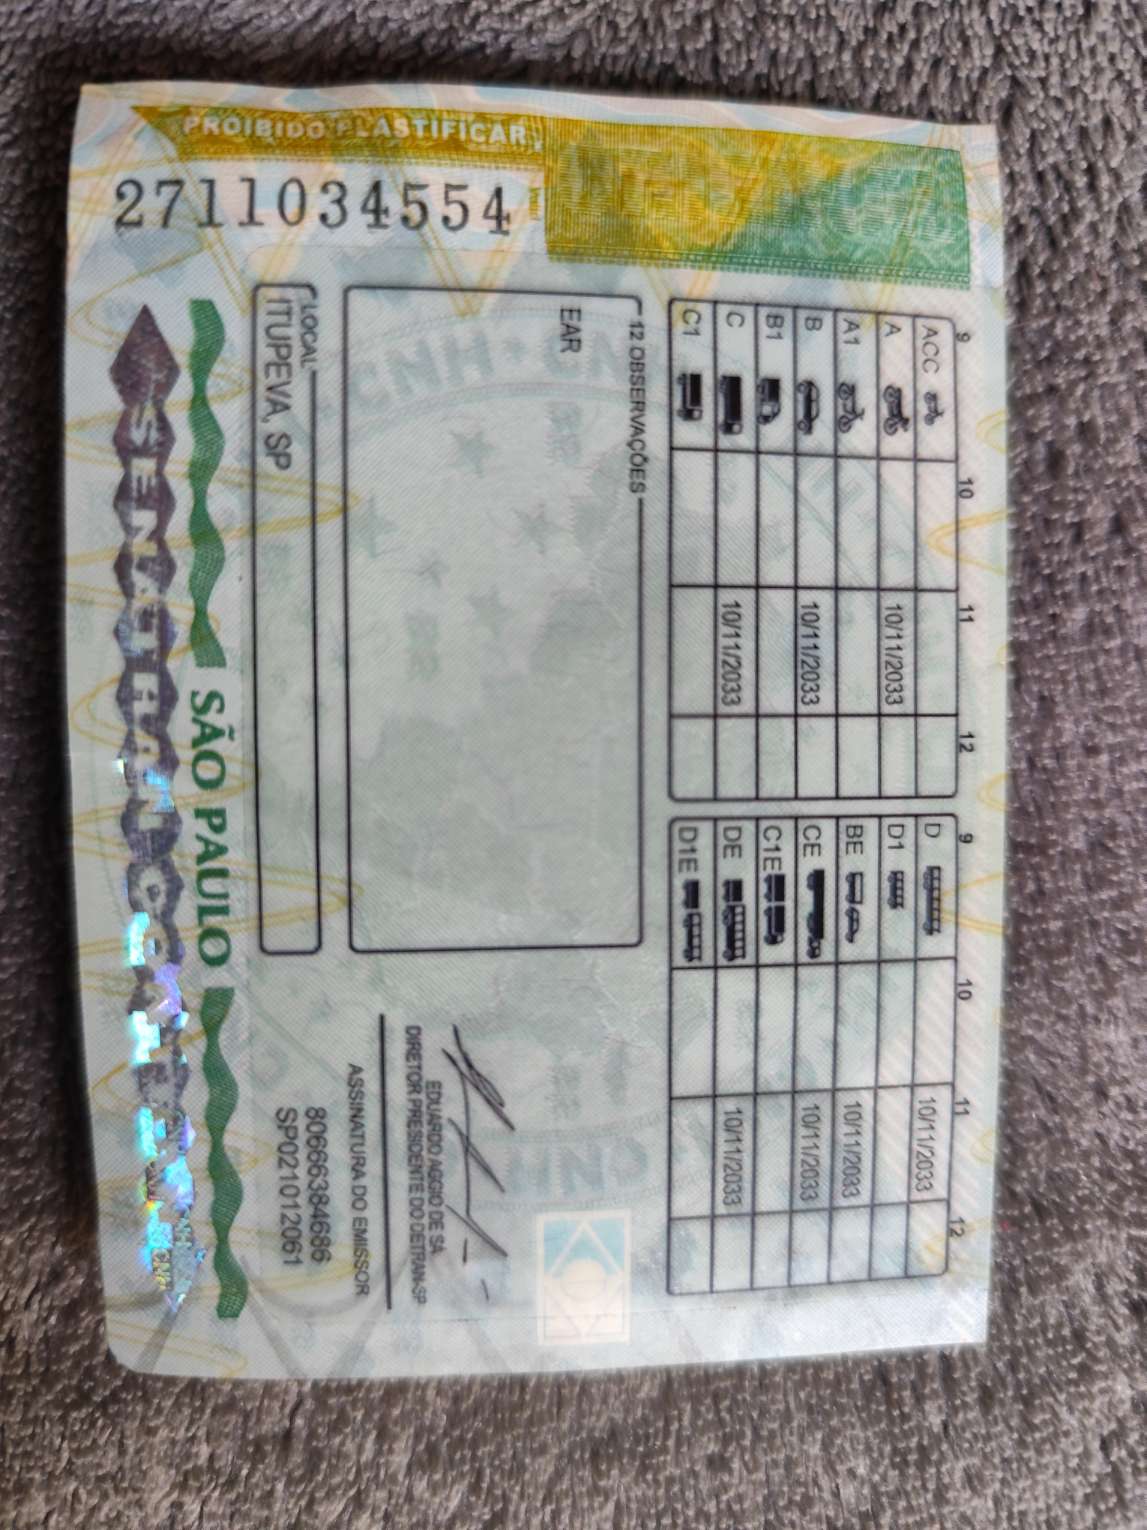 PROIBIDO PLASTIFICAR
2711034554
9 10 11 12
ACC
A 10/11/2033
A1
B 10/11/2033
B1
C 10/11/2033
C1
9 10 11 12
D 10/11/2033
D1
BE 10/11/2033
CE 10/11/2033
C1E
DE 10/11/2033
D1E
12 OBSERVAÇÕES
EAR
LOCAL
ITUPEVA, SP
EDUARDO AGGIO DE SA
DIRETOR PRESIDENTE DO DETRAN-SP
ASSINATURA DO EMISSOR
80666384686
SP021012061
SÃO PAULO
SENATRAN
CNH